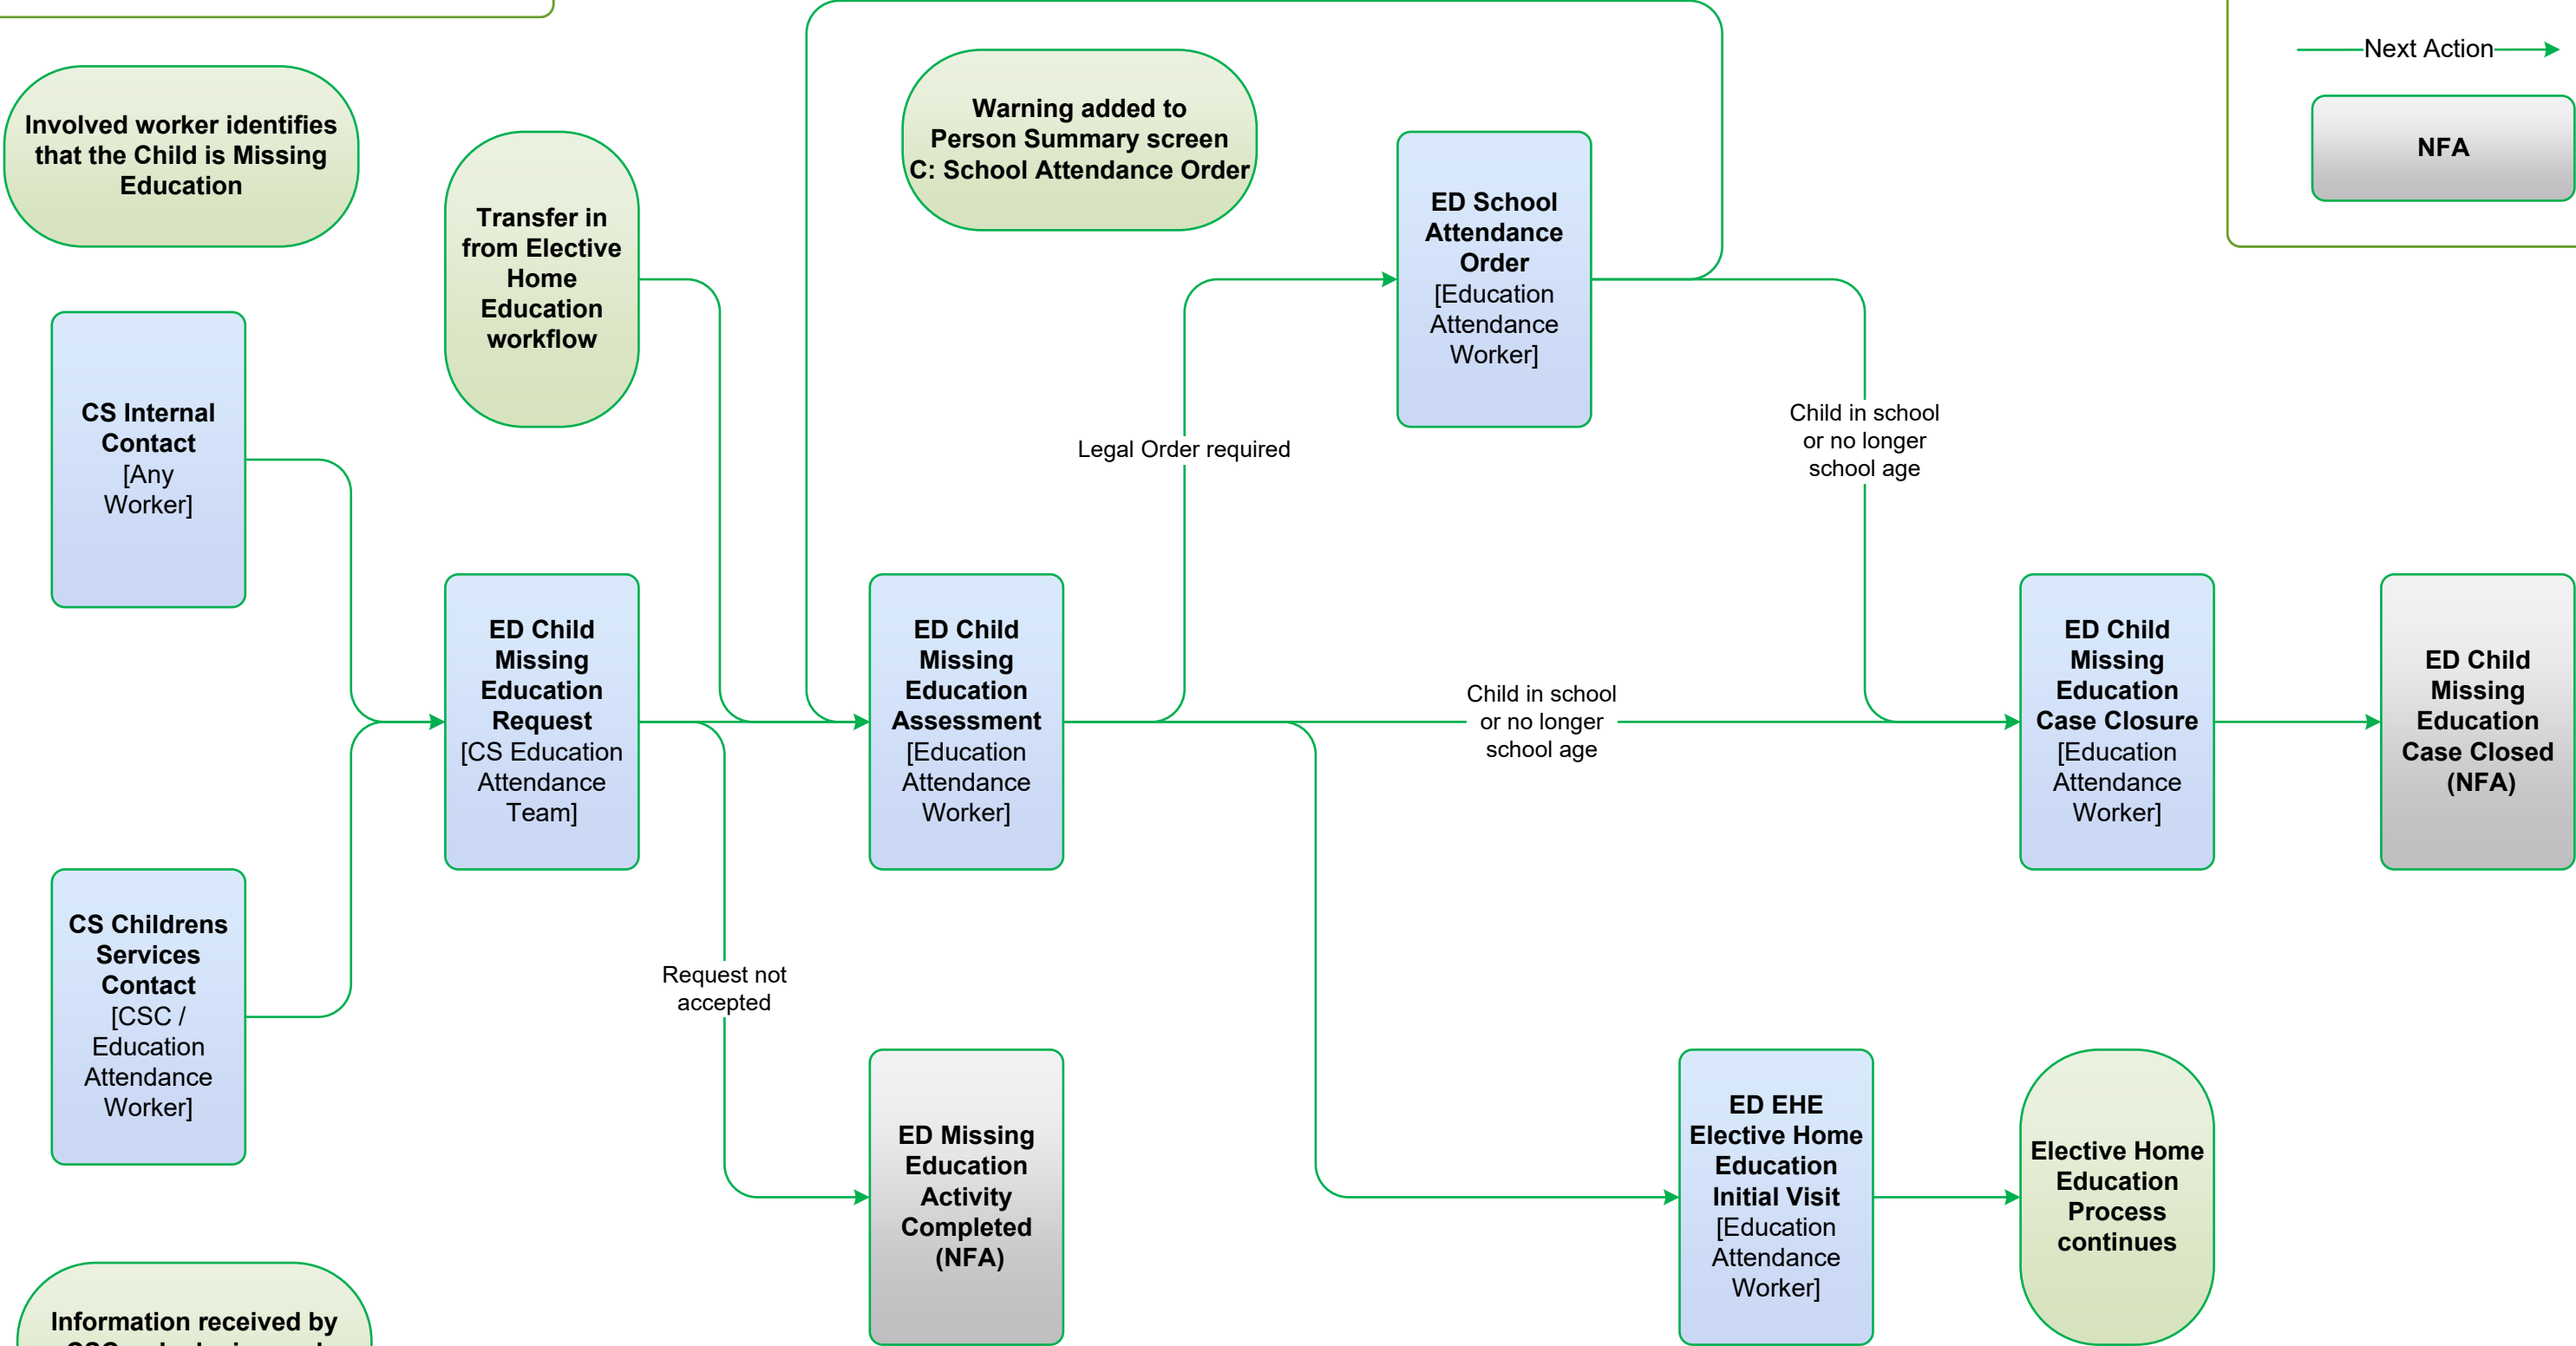 Next Action
NFA
Involved worker identifies
that the Child is Missing
Education
Warning added to
Person Summary screen
C: School Attendance Order
Transfer in
from Elective
Home
Education
workflow
ED School
Attendance
Order
[Education
Attendance
Worker]
CS Internal
Contact
[Any
Worker]
Legal Order required
Child in school
or no longer
school age
ED Child
Missing
Education
Request
[CS Education
Attendance
Team]
ED Child
Missing
Education
Assessment
[Education
Attendance
Worker]
Child in school
or no longer
school age
ED Child
Missing
Education
Case Closure
[Education
Attendance
Worker]
ED Child
Missing
Education
Case Closed
(NFA)
CS Childrens
Services
Contact
[CSC /
Education
Attendance
Worker]
Request not
accepted
ED Missing
Education
Activity
Completed
(NFA)
ED EHE
Elective Home
Education
Initial Visit
[Education
Attendance
Worker]
Elective Home
Education
Process
continues
Information received by